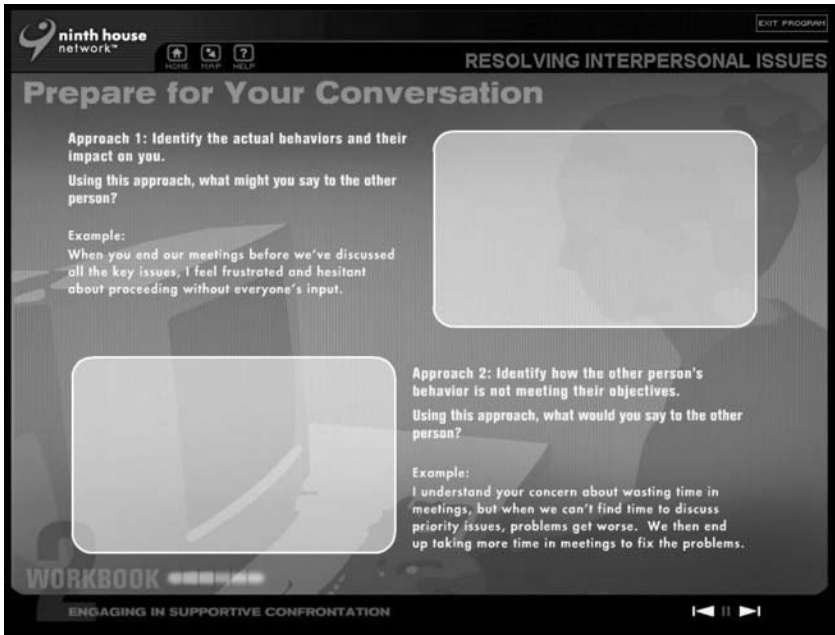 ninth house
network™
EXIT PROGRAM
HOME MAP HELP
RESOLVING INTERPERSONAL ISSUES
Prepare for Your Conversation
Approach 1: Identify the actual behaviors and their
impact on you.
Using this approach, what might you say to the other
person?
Example:
When you end our meetings before we've discussed
all the key issues, I feel frustrated and hesitant
about proceeding without everyone's input.
Approach 2: Identify how the other person's
behavior is not meeting their objectives.
Using this approach, what would you say to the other
person?
Example:
I understand your concern about wasting time in
meetings, but when we can't find time to discuss
priority issues, problems get worse. We then end
up taking more time in meetings to fix the problems.
2
WORKBOOK
ENGAGING IN SUPPORTIVE CONFRONTATION